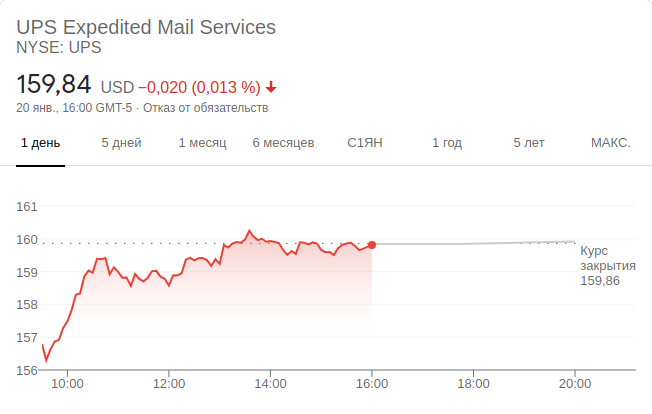 UPS Expedited Mail Services
NYSE: UPS
159,84 USD −0,020 (0,013 %)
20 янв., 16:00 GMT-5 · Отказ от обязательств
1 день 5 дней 1 месяц 6 месяцев С1ЯН 1 год 5 лет МАКС.
161
160
159
158
157
156
Курс
закрытия
159,86
10:00 12:00 14:00 16:00 18:00 20:00